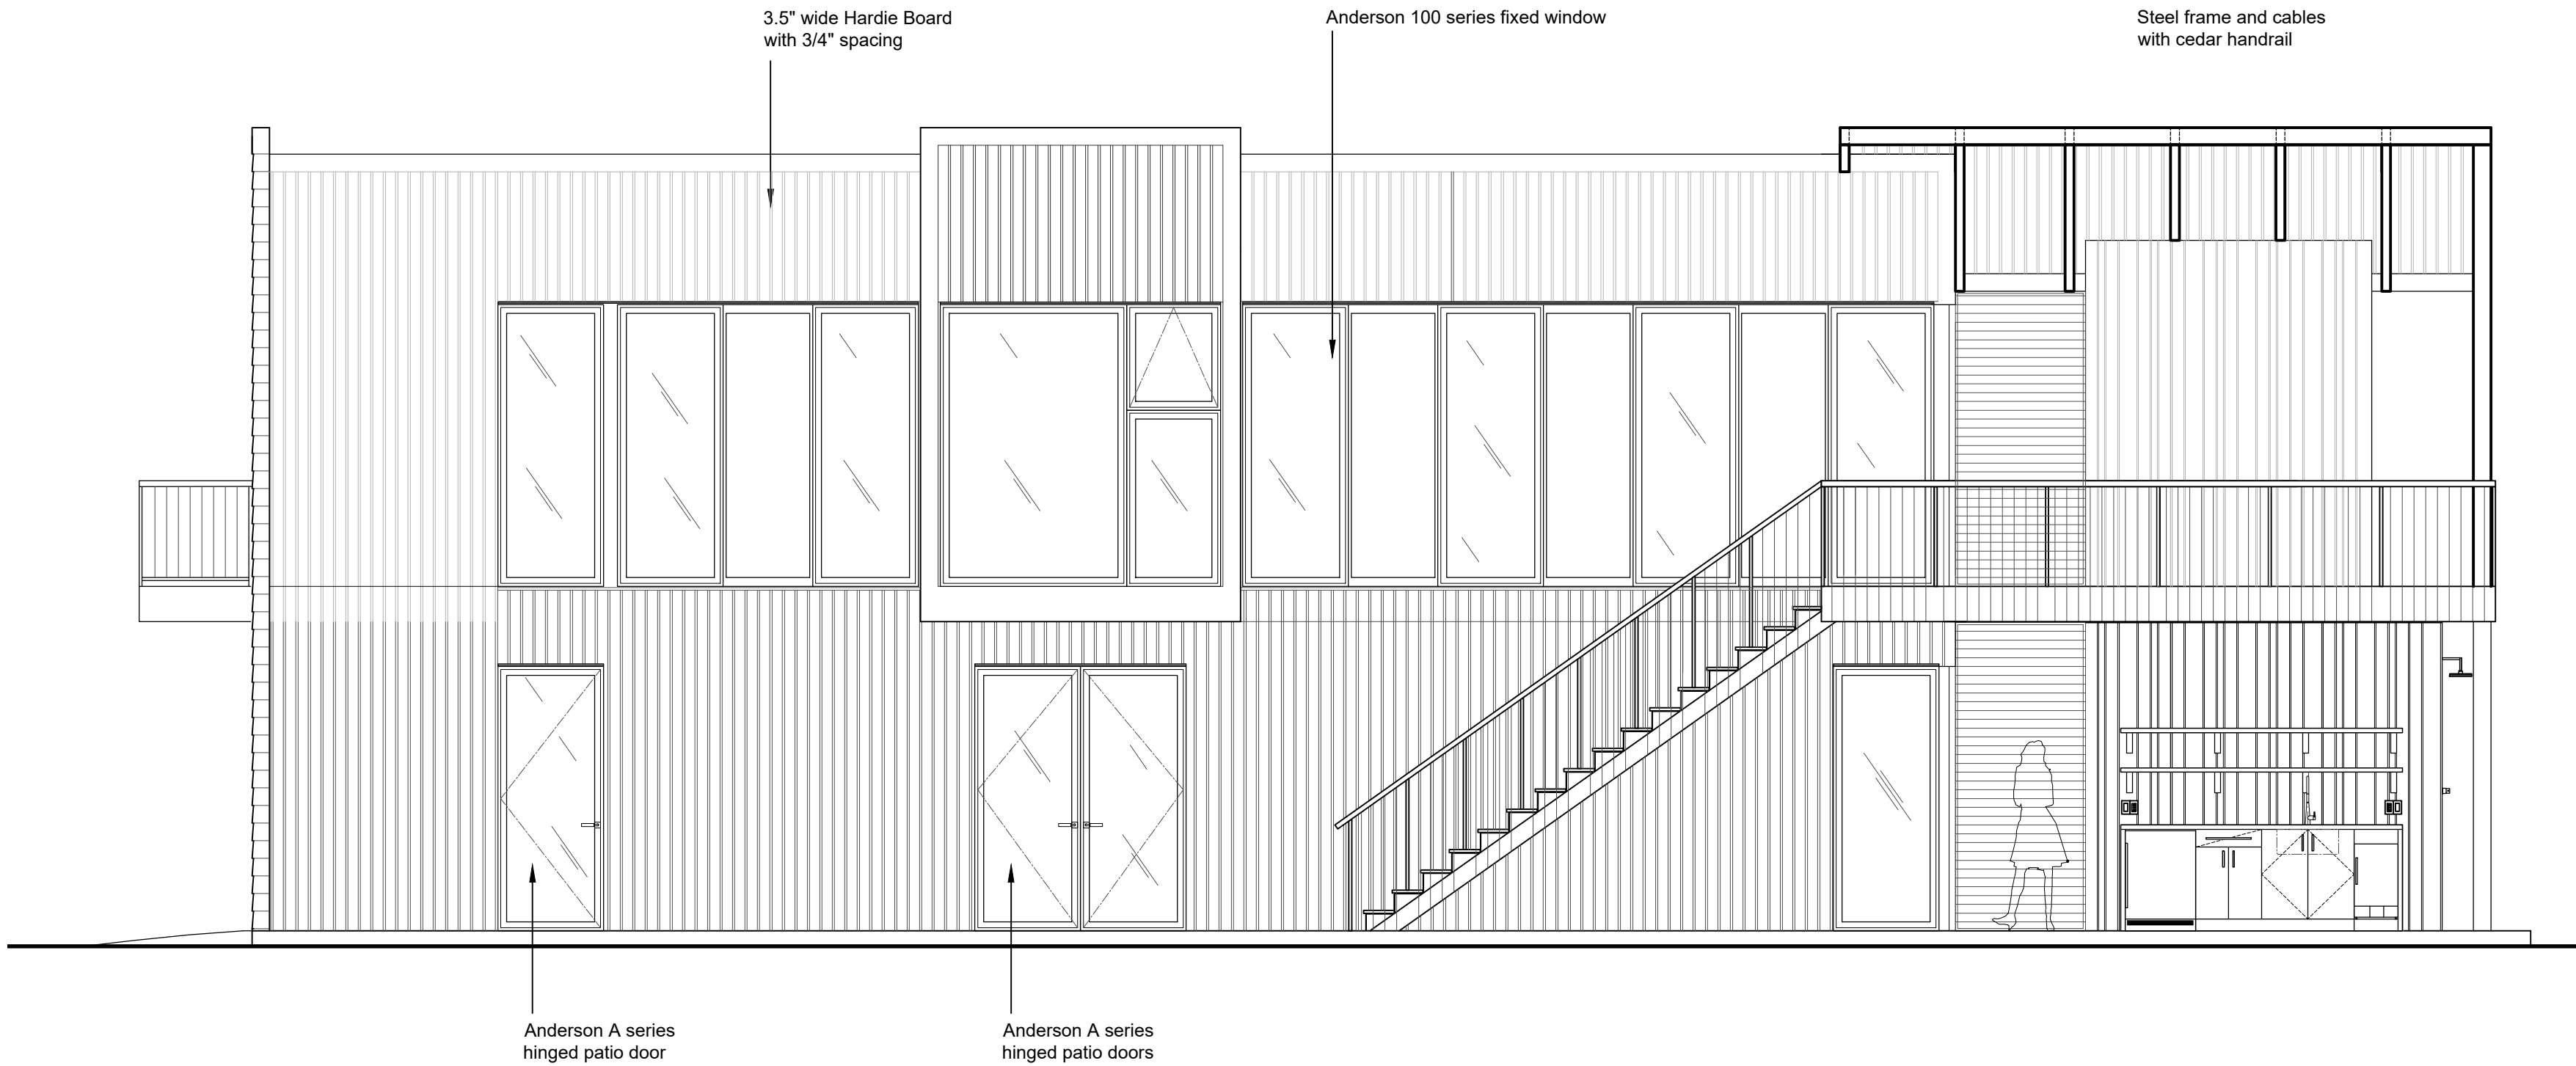 3.5" wide Hardie Board
with 3/4" spacing
Anderson 100 series fixed window
Steel frame and cables
with cedar handrail
Anderson A series
hinged patio door
Anderson A series
hinged patio doors